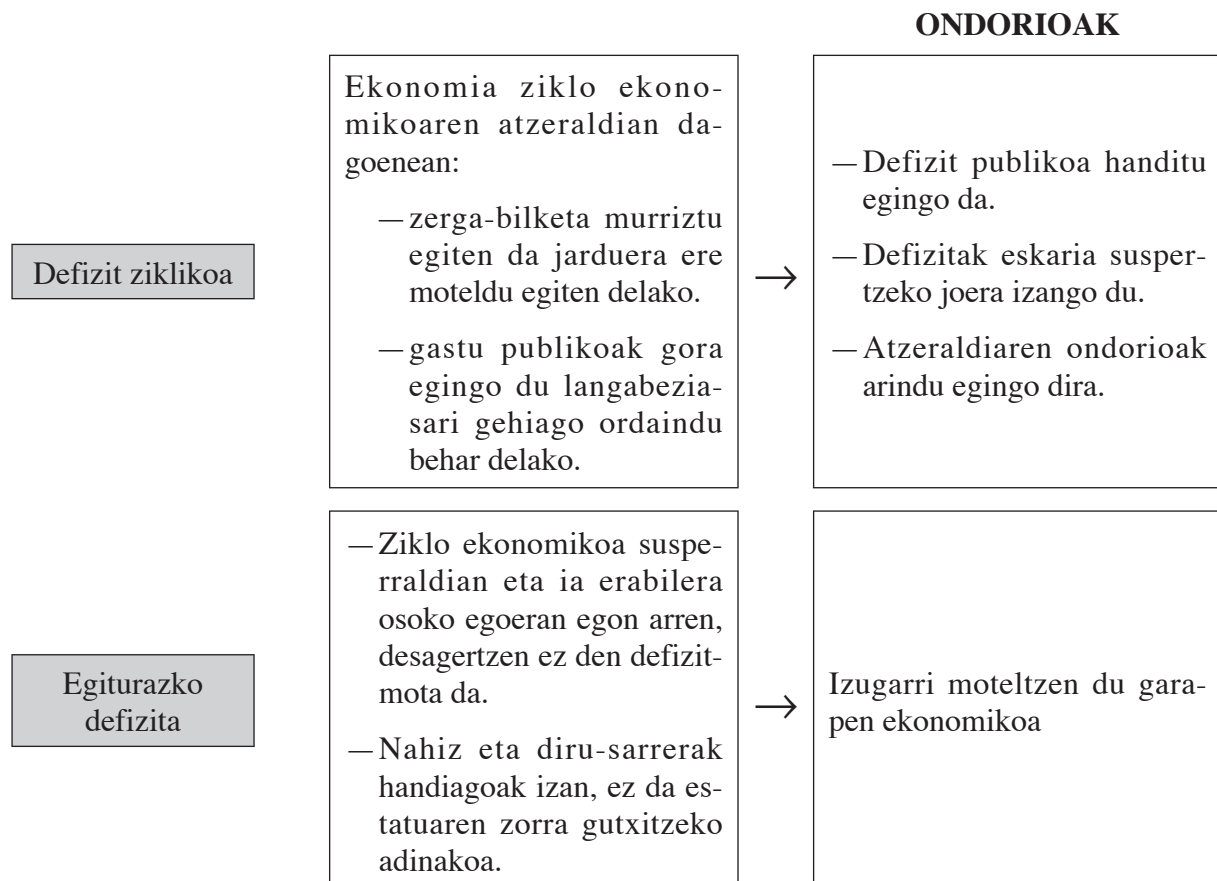 ONDORIOAK
Defizit ziklikoa
Ekonomia ziklo ekono-
mikoaren atzeraldian da-
goenean:
— zerga-bilketa murriztu
egiten da jarduera ere
moteldu egiten delako.
— gastu publikoak gora
egingo du langabezia-
sari gehiago ordaindu
behar delako.
→
— Defizit publikoa handitu
egingo da.
— Defizitak eskaria susper-
tzeko joera izango du.
— Atzeraldiaren ondorioak
arindu egingo dira.
Egiturazko
defizita
— Ziklo ekonomikoa suspe-
rraldian eta ia erabilera
osoko egoeran egon arren,
desagertzen ez den defizit-
mota da.
— Nahiz eta diru-sarrerak
handiagoak izan, ez da es-
tatuaren zorra gutxitzeko
adinakoa.
→
Izugarri moteltzen du gara-
pen ekonomikoa